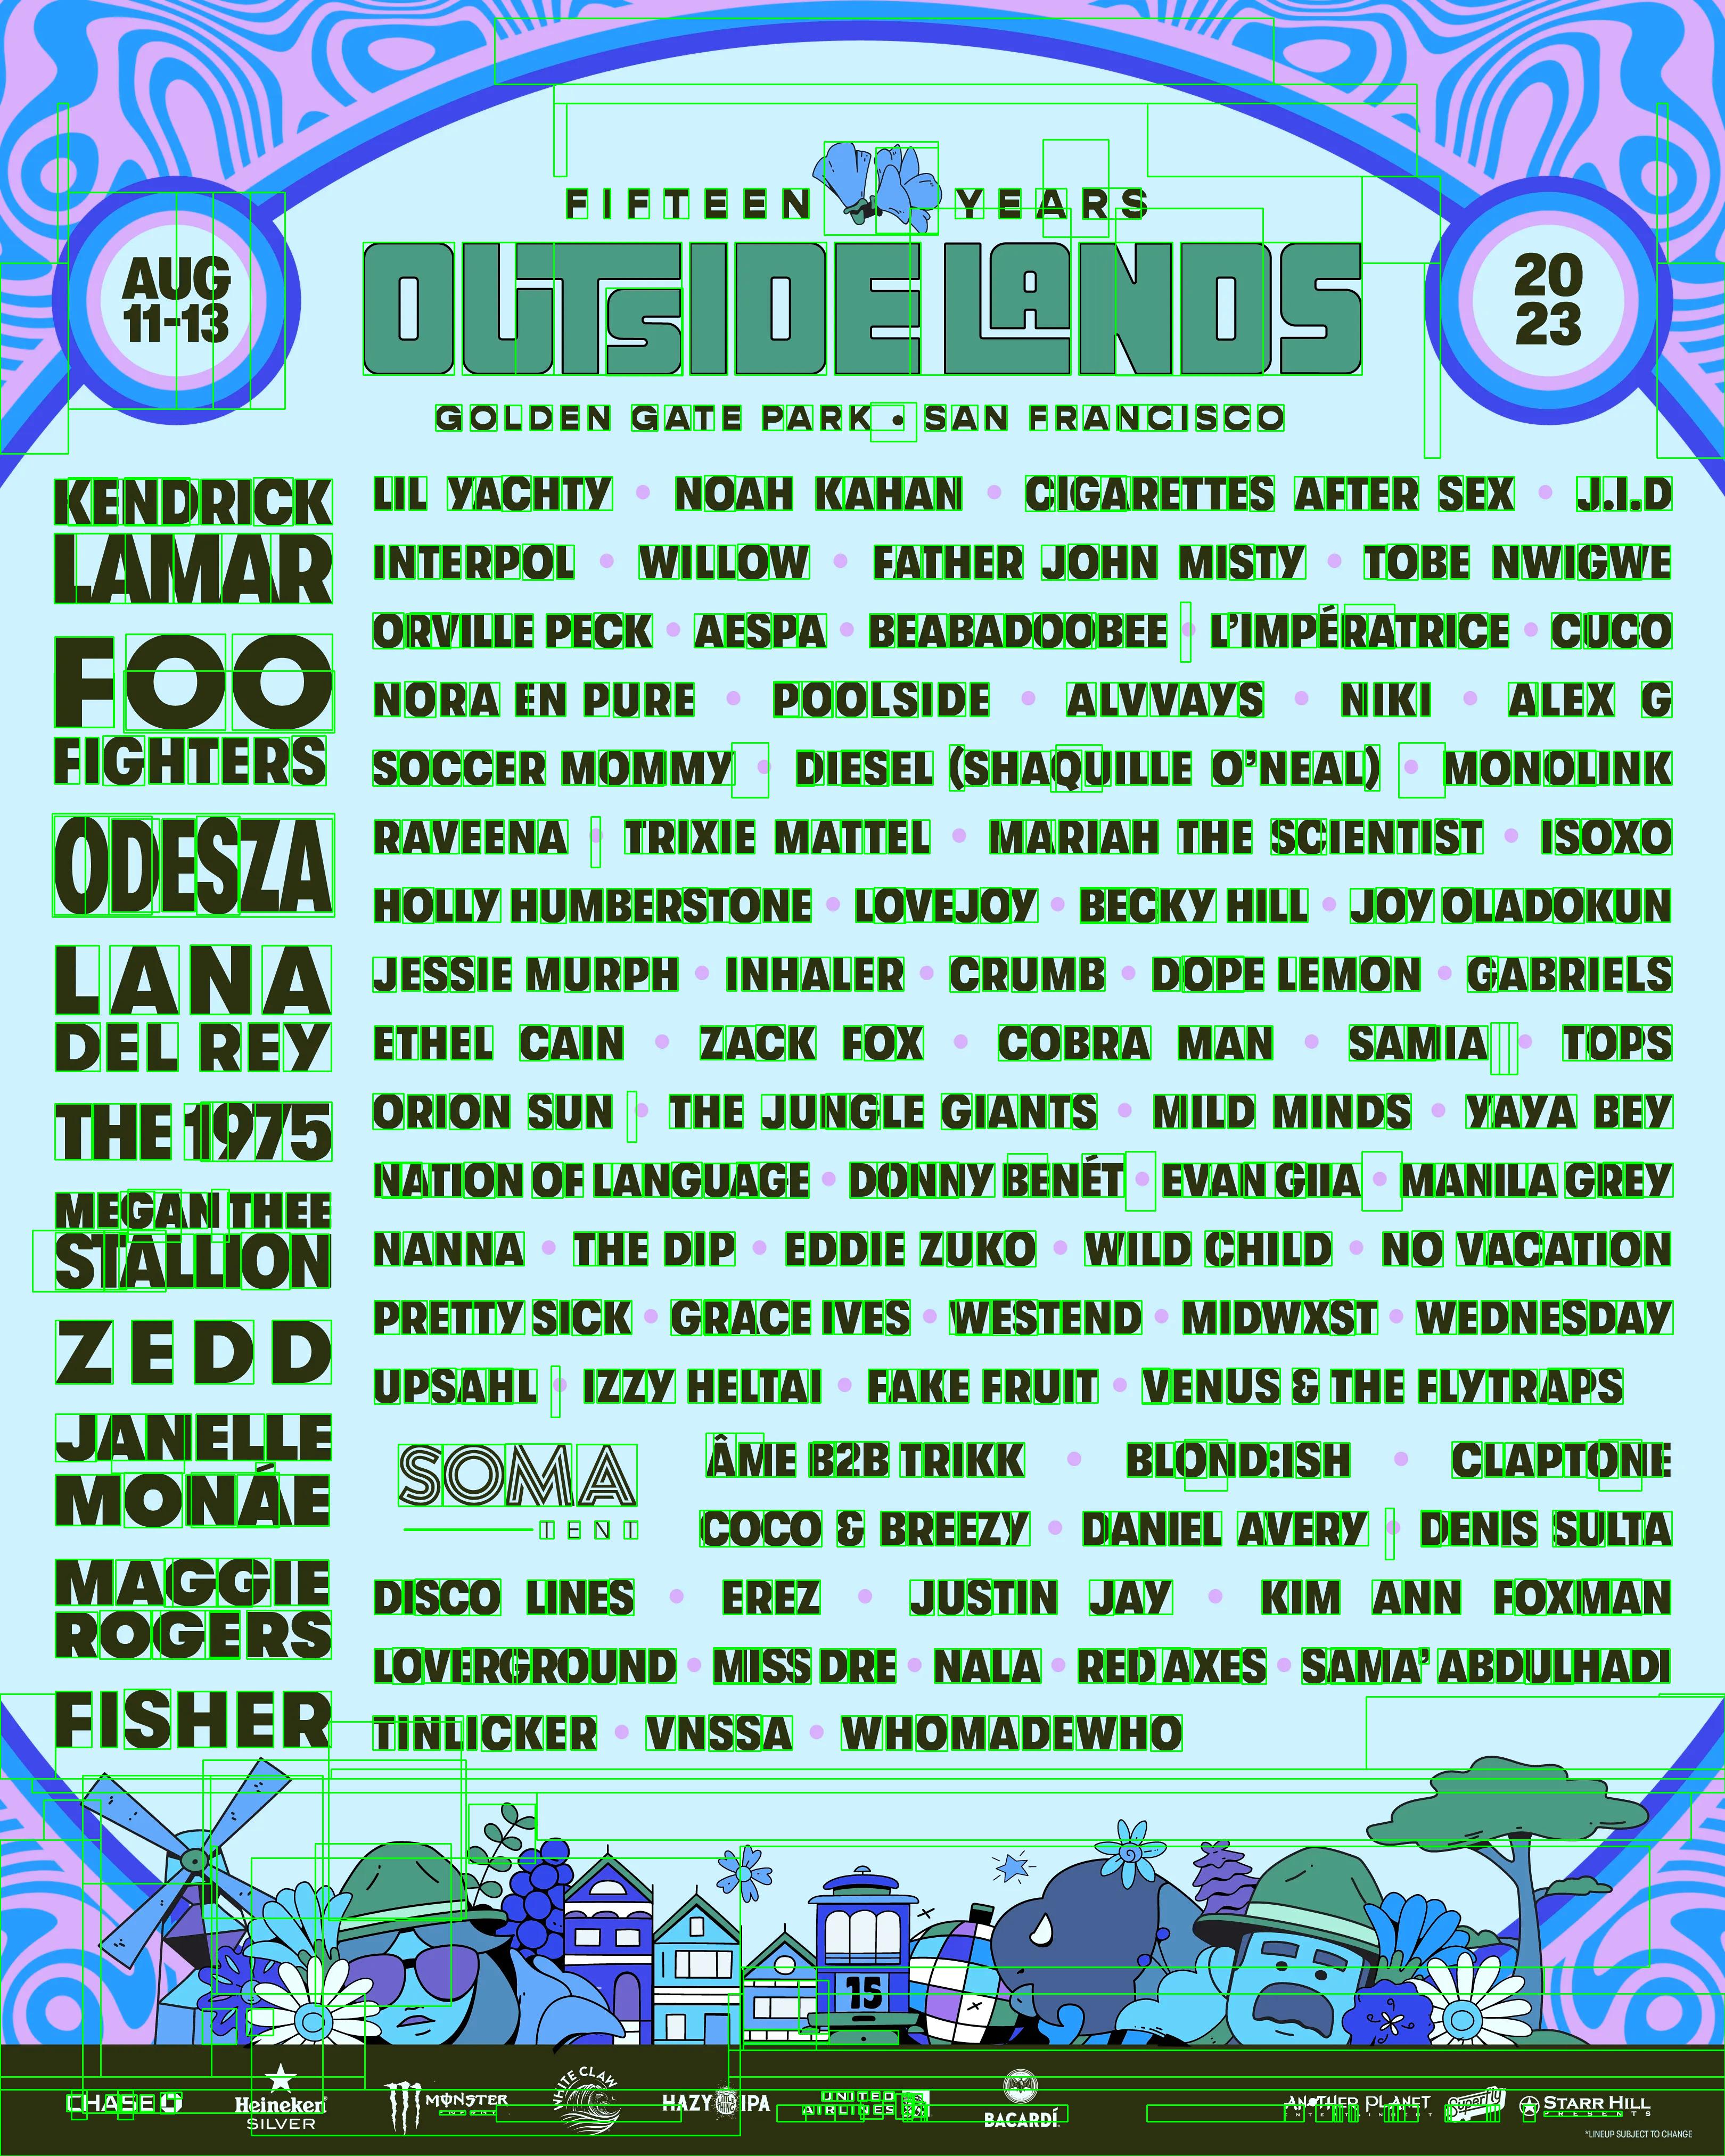 FIFTEEN YEARS
OUTSIDE LANDS
AUG
11-13
20
23
GOLDEN GATE PARK • SAN FRANCISCO
KENDRICK
LAMAR
FOO
FIGHTERS
ODESZA
LANA
DEL REY
THE 1975
MEGAN THEE
STALLION
ZEDD
JANELLE
MONÁE
MAGGIE
ROGERS
FISHER
LIL YACHTY • NOAH KAHAN • CIGARETTES AFTER SEX • J.I.D
INTERPOL • WILLOW • FATHER JOHN MISTY • TOBE NWIGWE
ORVILLE PECK • AESPA • BEABADOOBEE • L'IMPÉRATRICE • CUCO
NORA EN PURE • POOLSIDE • ALVVAYS • NIKI • ALEX G
SOCCER MOMMY • DIESEL (SHAQUILLE O'NEAL) • MONOLINK
RAVEENA • TRIXIE MATTEL • MARIAH THE SCIENTIST • ISOXO
HOLLY HUMBERSTONE • LOVEJOY • BECKY HILL • JOY OLADOKUN
JESSIE MURPH • INHALER • CRUMB • DOPE LEMON • GABRIELS
ETHEL CAIN • ZACK FOX • COBRA MAN • SAMIA • TOPS
ORION SUN • THE JUNGLE GIANTS • MILD MINDS • YAYA BEY
NATION OF LANGUAGE • DONNY BENÉT • EVAN GIIA • MANILA GREY
NANNA • THE DIP • EDDIE ZUKO • WILD CHILD • NO VACATION
PRETTY SICK • GRACE IVES • WESTEND • MIDWXST • WEDNESDAY
UPSAHL • IZZY HELTAI • FAKE FRUIT • VENUS & THE FLYTRAPS
SOMA
TENT
ÂME B2B TRIKK • BLOND:ISH • CLAPTONE
COCO & BREEZY • DANIEL AVERY • DENIS SULTA
DISCO LINES • EREZ • JUSTIN JAY • KIM ANN FOXMAN
LOVERGROUND • MISS DRE • NALA • RED AXES • SAMA' ABDULHADI
TINLICKER • VNSSA • WHOMADEWHO
15
CHASE
Heineken
SILVER
MONSTER
WHITE CLAW
HAZY IPA
UNITED
AIRLINES
BACARDÍ
ANOTHER PLANET
ENTERTAINMENT
Superfly
STARR HILL
PRESENTS
*LINEUP SUBJECT TO CHANGE